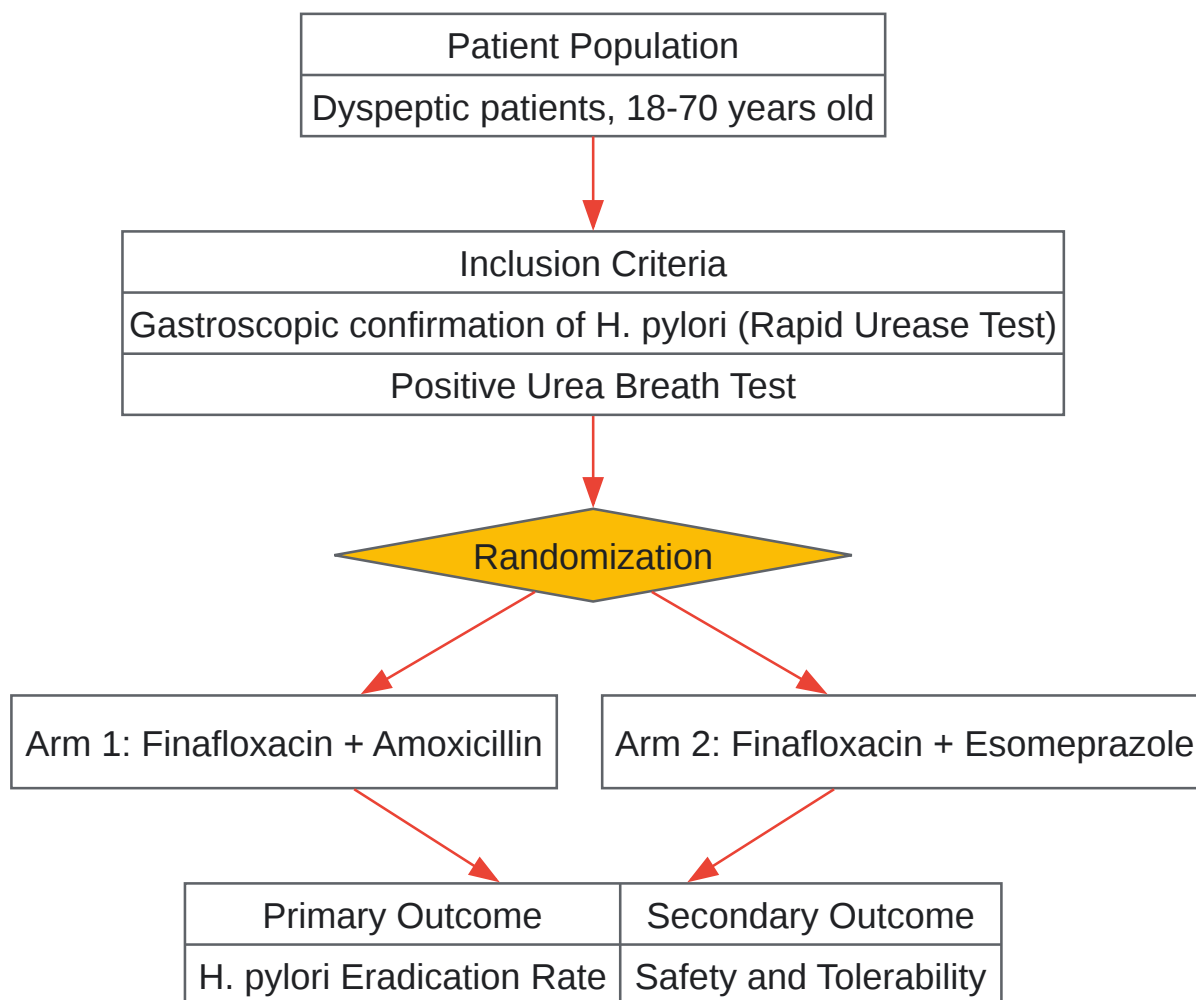 Patient Population
Dyspeptic patients, 18-70 years old
Inclusion Criteria
Gastroscopic confirmation of H. pylori (Rapid Urease Test)
Positive Urea Breath Test
Randomization
Arm 1: Finafloxacin + Amoxicillin
Arm 2: Finafloxacin + Esomeprazole
Primary Outcome
H. pylori Eradication Rate
Secondary Outcome
Safety and Tolerability